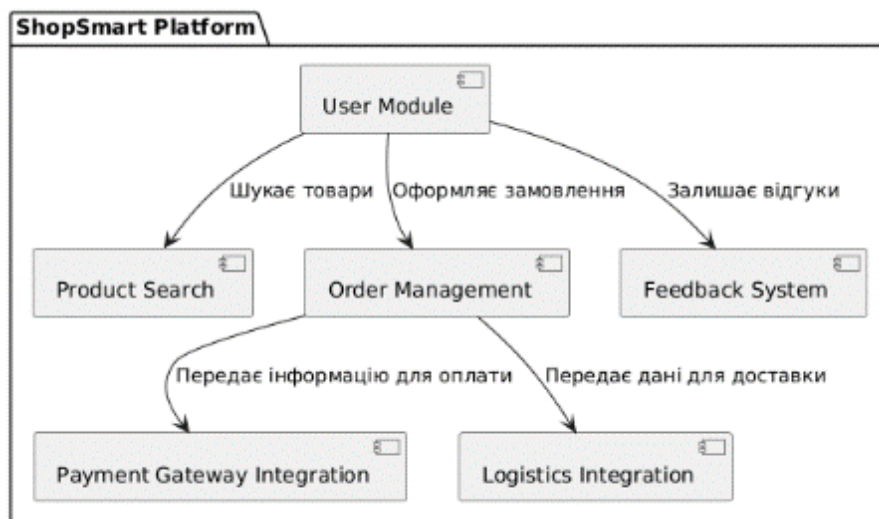 ShopSmart Platform
User Module
Шукає товари
Оформляє замовлення
Залишає відгуки
Product Search
Order Management
Feedback System
Передає інформацію для оплати
Передає дані для доставки
Payment Gateway Integration
Logistics Integration